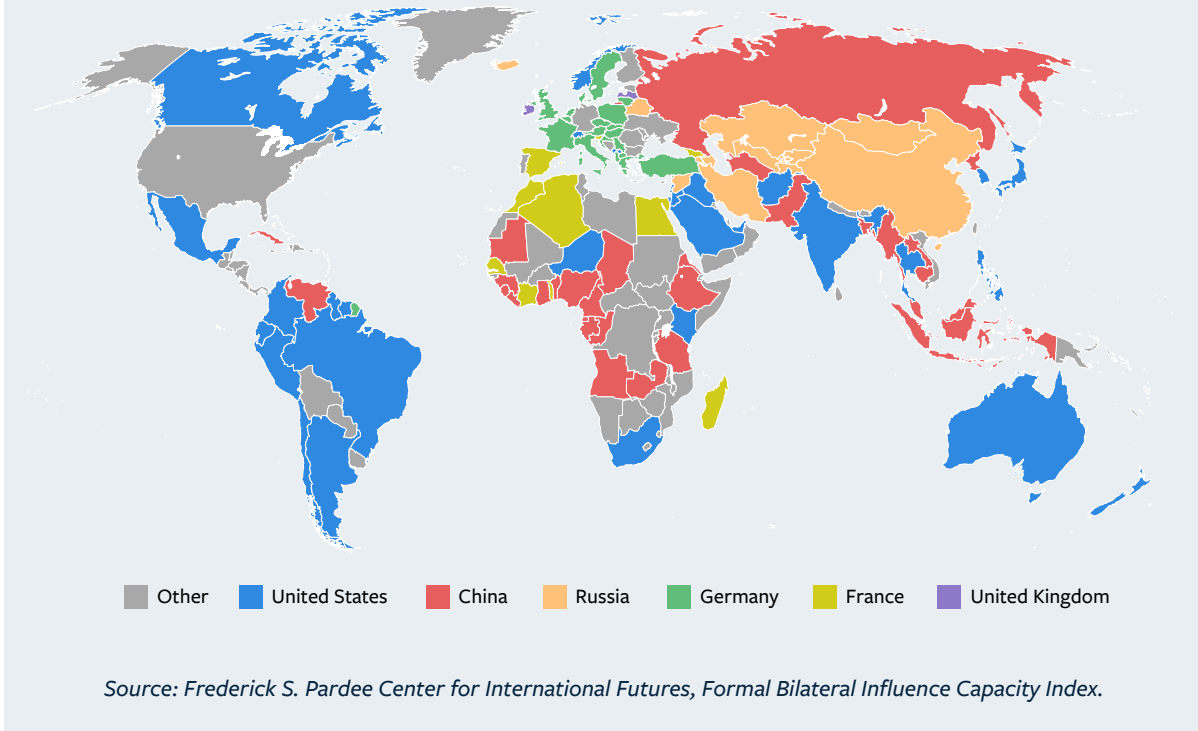 Other United States China Russia Germany France United Kingdom
Source: Frederick S. Pardee Center for International Futures, Formal Bilateral Influence Capacity Index.